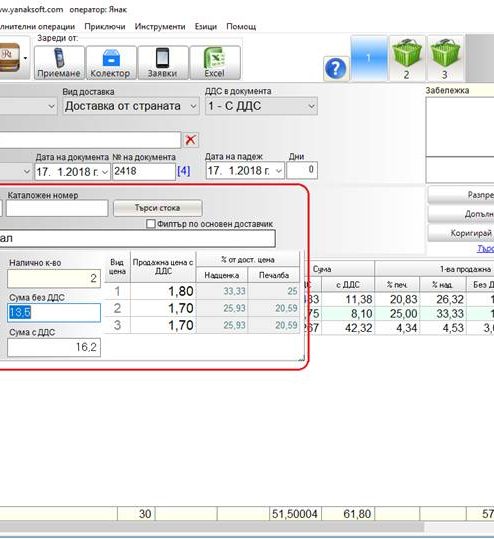 ww.yanaksoft.com оператор: Янак
лнителни операции Приключи Инструменти Езици Помощ
Зареди от:
Приемане Колектор Заявки Excel
1 2 3
Вид доставка ДДС в документа Забележка
Доставка от страната 1 - С ДДС
Дата на документа № на документа Дата на падеж Дни
17. 1.2018 г. 2418 [4] 17. 1.2018 г. 0
Каталожен номер
Търси стока
Филтър по основен доставчик
ал
Разпре
Допълн
Коригирай
Търс
Налично к-во
2
Сума без ДДС
13,5
Сума с ДДС
16,2
Вид цена Продажна цена с ДДС % от дост. цена
Надценка Печалба
1 1,80 33,33 25
2 1,70 25,93 20,59
3 1,70 25,93 20,59
Сума 1-ва продажна
ДС с ДДС % печ. % над. Без Д
11,38 20,83 26,32
75 8,10 25,00 33,33
267 42,32 4,34 4,53 3,0
30 51,50004 61,80 57